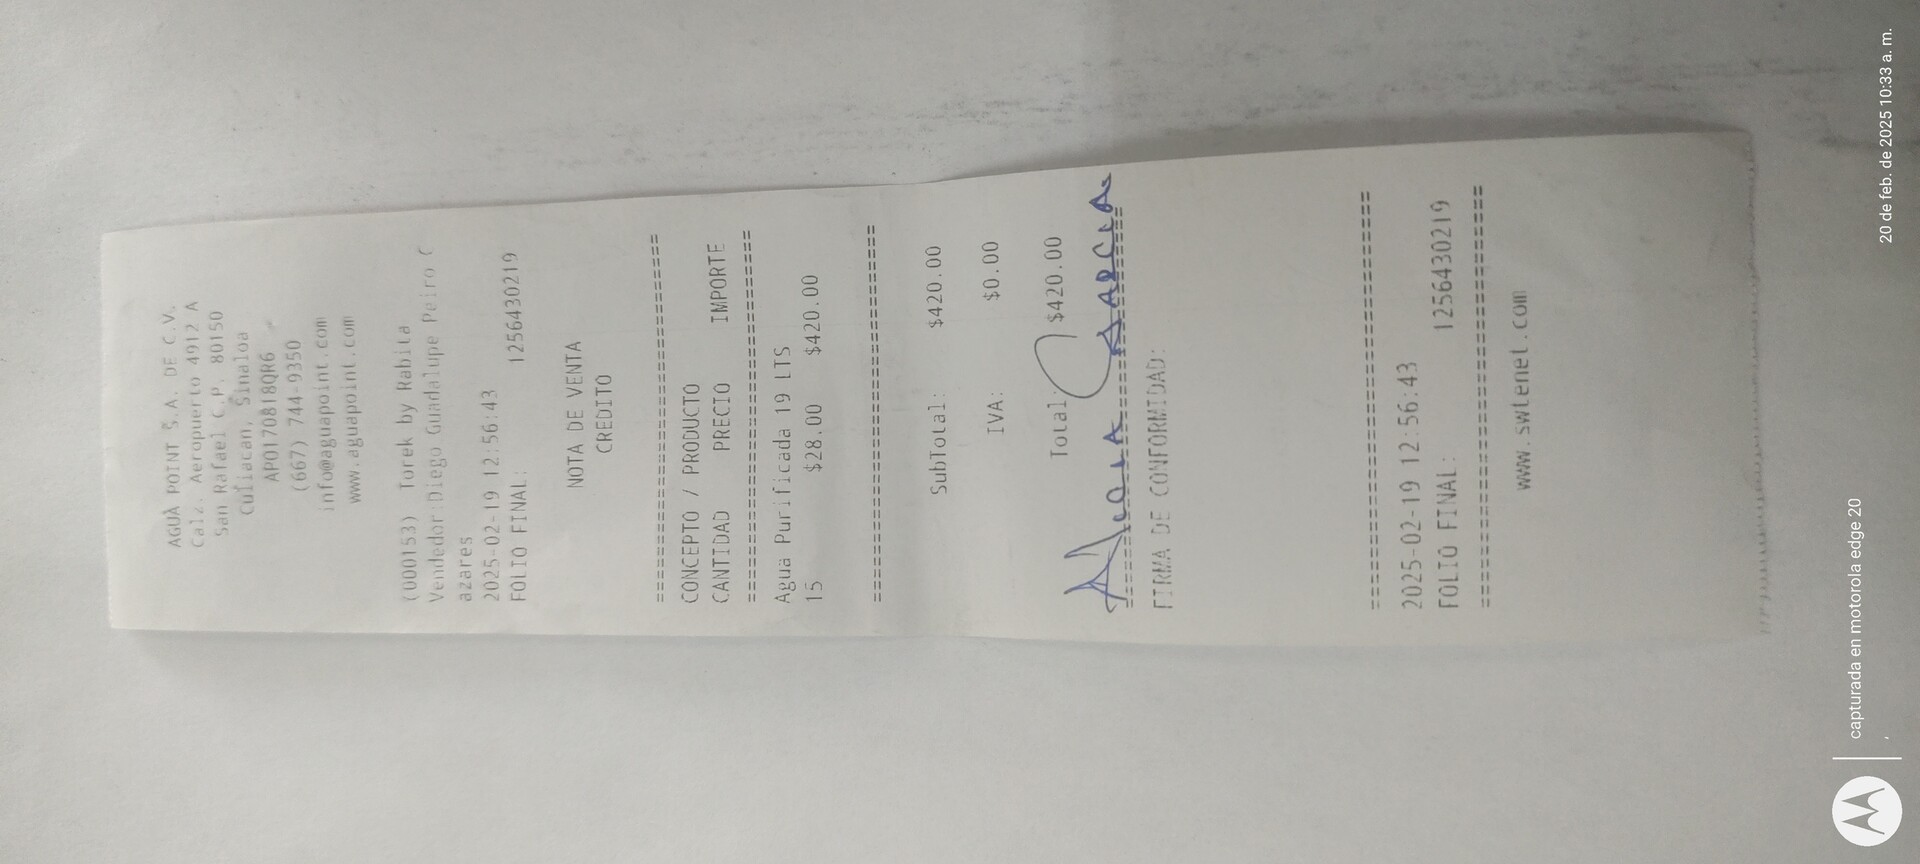 AGUA POINT S.A. DE C.V.
Calz. Aeropuerto 4912 A
San Rafael C.P. 80150
Culiacan, Sinaloa
APO170818QR6
(667) 744-9350
info@aguapoint.com
www.aguapoint.com
(000153) Torek by Rabita
Vendedor:Diego Guadalupe Peiro C
azares
2025-02-19 12:56:43
FOLIO FINAL: 1256430219
NOTA DE VENTA
CREDITO
==============================
CONCEPTO / PRODUCTO
CANTIDAD PRECIO IMPORTE
==============================
Agua Purificada 19 LTS
15 $28.00 $420.00
==============================
SubTotal: $420.00
IVA: $0.00
Total: $420.00
Garcia
==============================
FIRMA DE CONFORMIDAD:
==============================
2025-02-19 12:56:43
FOLIO FINAL: 1256430219
==============================
www.swtenel.com
capturada en motorola edge 20
, 20 de feb. de 2025 10:33 a. m.